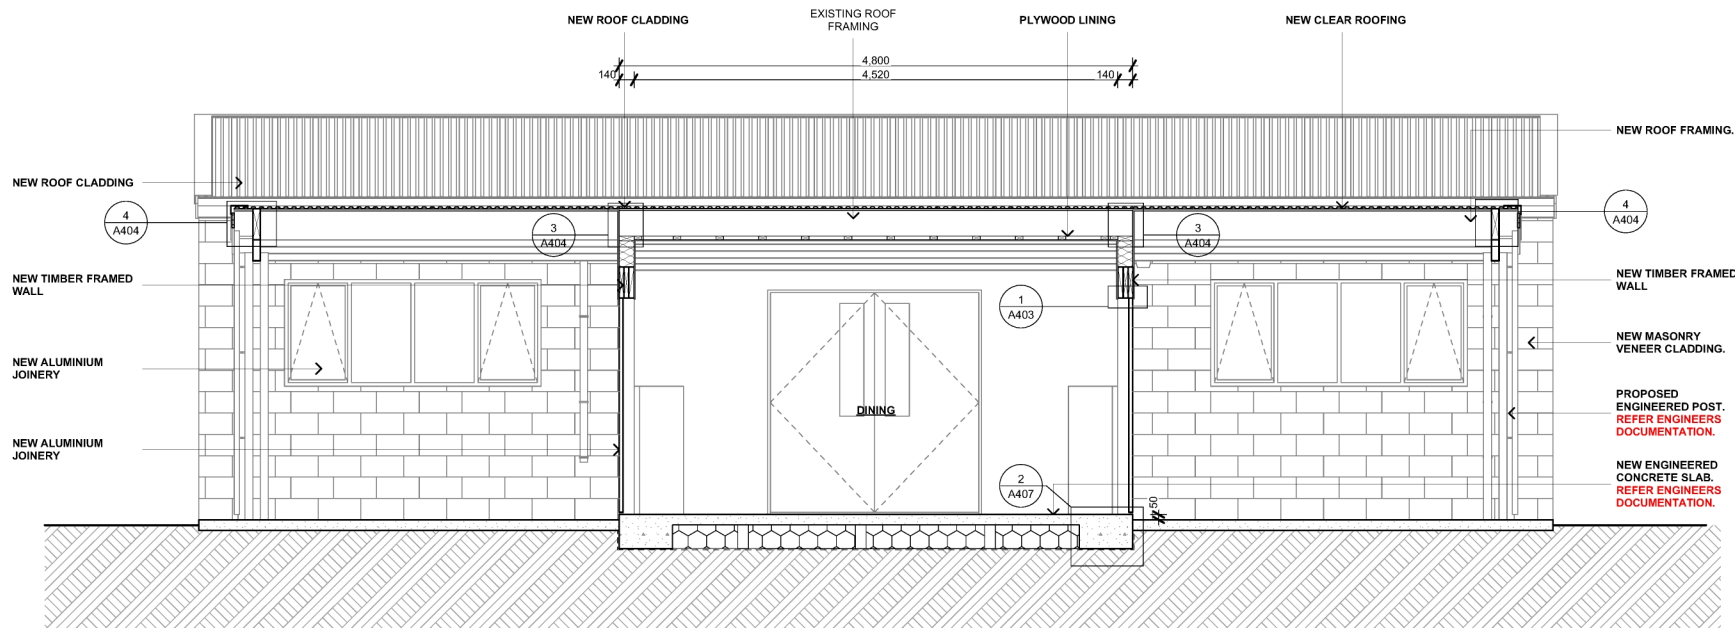 NEW ROOF CLADDING
EXISTING ROOF
FRAMING
PLYWOOD LINING
NEW CLEAR ROOFING
4,800
140
4,520
140
NEW ROOF FRAMING.
NEW ROOF CLADDING
4
A404
3
A404
3
A404
4
A404
NEW TIMBER FRAMED
WALL
NEW TIMBER FRAMED
WALL
1
A403
NEW MASONRY
VENEER CLADDING.
NEW ALUMINIUM
JOINERY
PROPOSED
ENGINEERED POST.
REFER ENGINEERS
DOCUMENTATION.
DINING
NEW ALUMINIUM
JOINERY
NEW ENGINEERED
CONCRETE SLAB.
REFER ENGINEERS
DOCUMENTATION.
2
A407
50